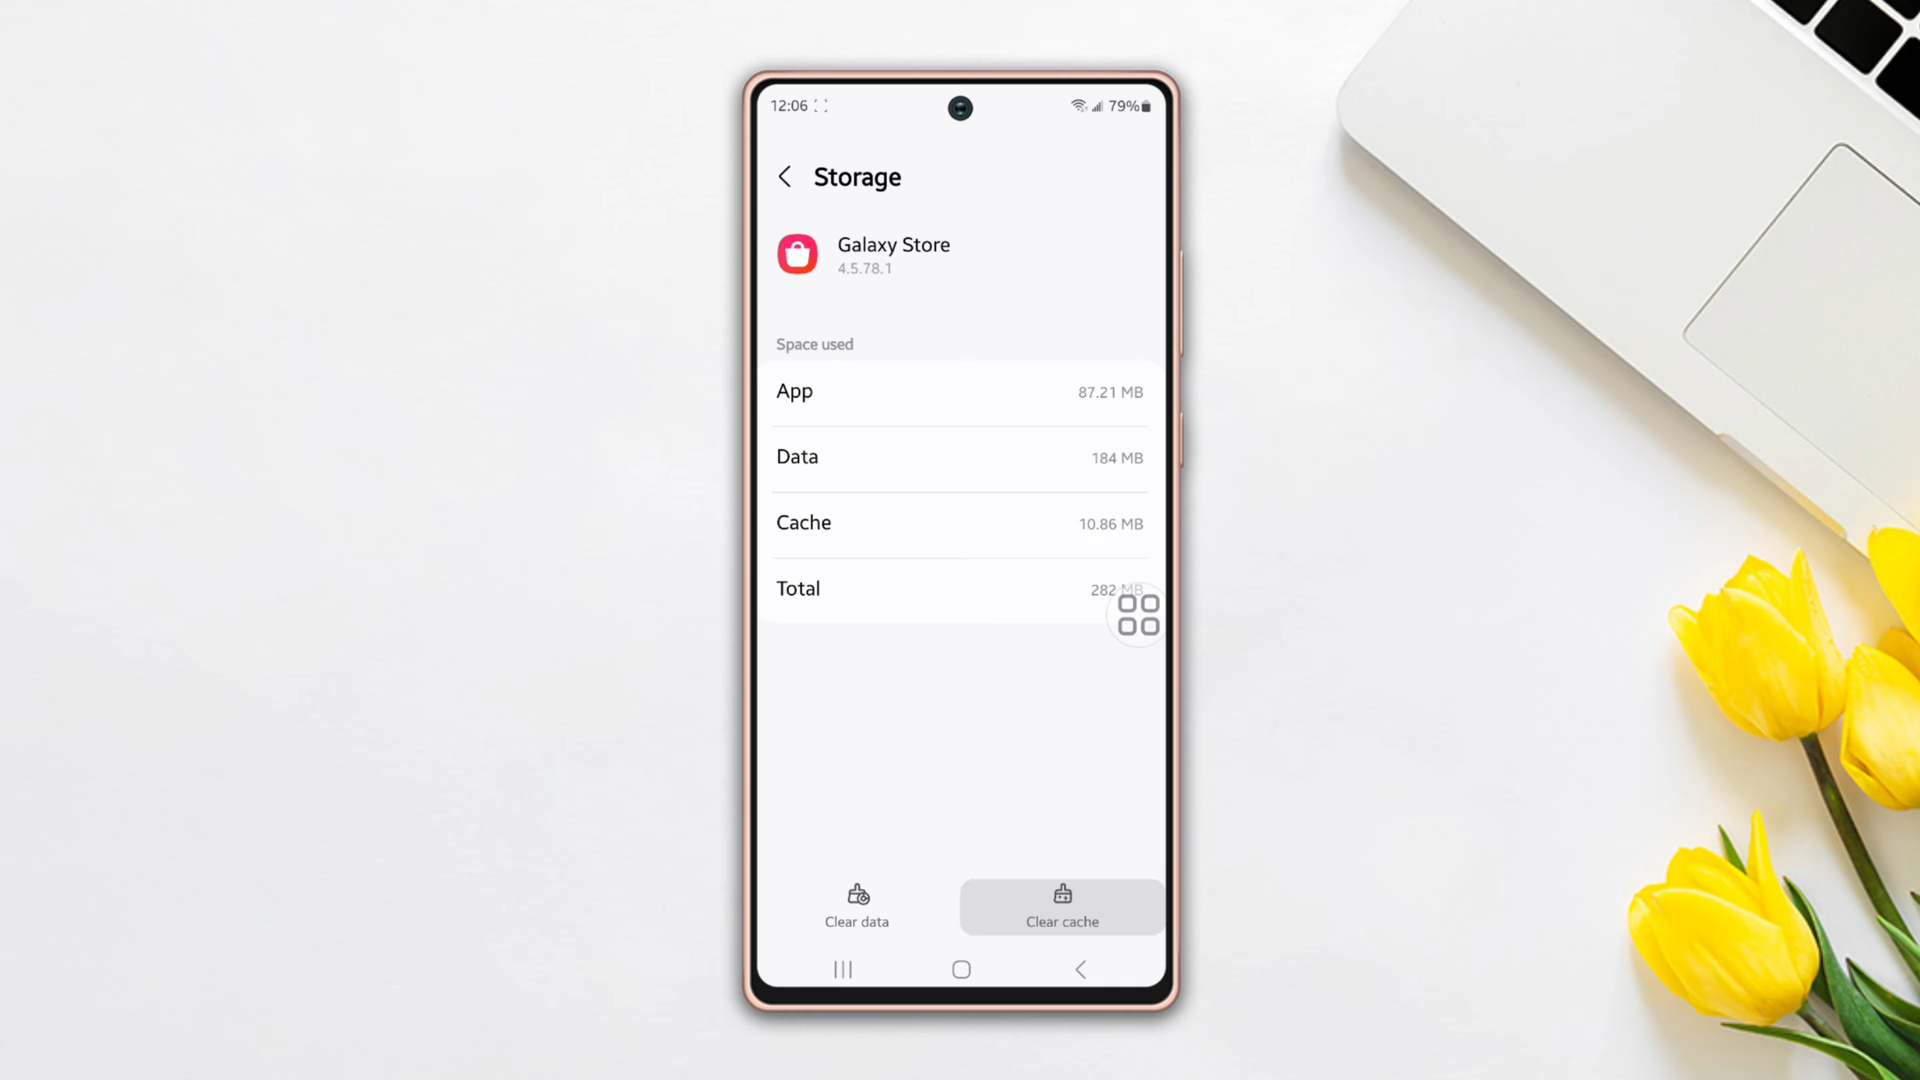 12:06 79%
Storage
Galaxy Store
4.5.78.1
Space used
App 87.21 MB
Data 184 MB
Cache 10.86 MB
Total 282 MB
Clear data Clear cache